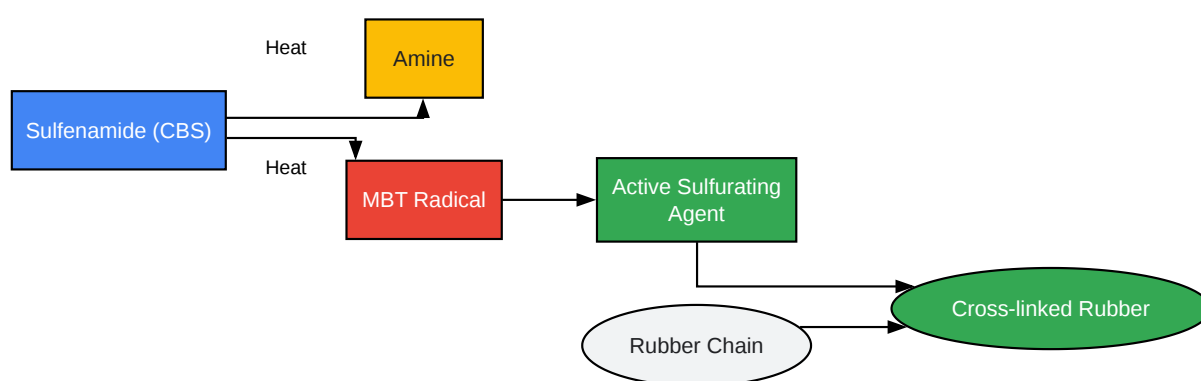 Heat
Amine
Sulfenamide (CBS)
Heat
MBT Radical
Active Sulfurating
Agent
Cross-linked Rubber
Rubber Chain